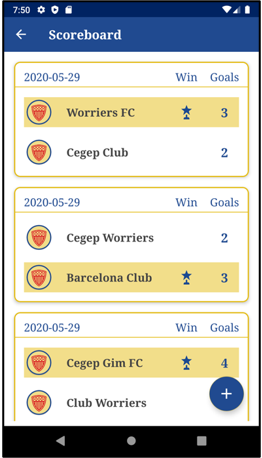 7:50
Scoreboard
2020-05-29 Win Goals
Worriers FC 3
Cegep Club 2
2020-05-29 Win Goals
Cegep Worriers 2
Barcelona Club 3
2020-05-29 Win Goals
Cegep Gim FC 4
Club Worriers